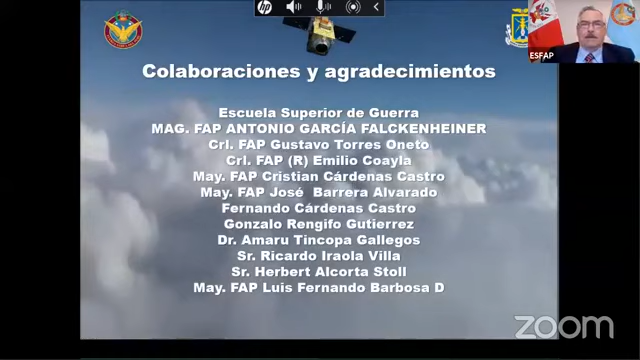 hp
Colaboraciones y agradecimientos
ESFAP
Escuela Superior de Guerra
MAG. FAP ANTONIO GARCÍA FALCKENHEINER
Crl. FAP Gustavo Torres Oneto
Crl. FAP (R) Emilio Coayla
May. FAP Cristian Cárdenas Castro
May. FAP José Barrera Alvarado
Fernando Cárdenas Castro
Gonzalo Rengifo Gutierrez
Dr. Amaru Tincopa Gallegos
Sr. Ricardo Iraola Villa
Sr. Herbert Alcorta Stoll
May. FAP Luis Fernando Barbosa D
zoom